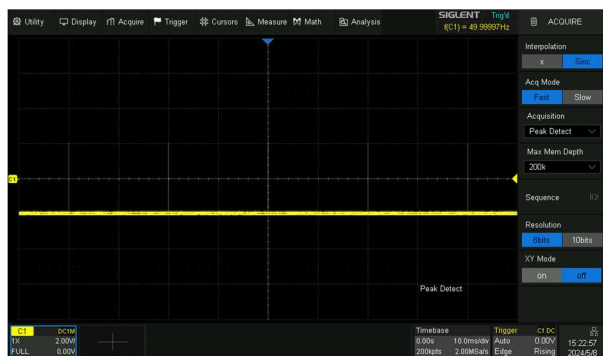 Utility Display Acquire Trigger Cursors Measure Math Analysis
SIGLENT Trig'd
f(C1) = 49.99997Hz
ACQUIRE
Interpolation
x Sinc
Acq Mode
Fast Slow
Acquisition
Peak Detect
Max Mem Depth
200k
Sequence
Resolution
8bits 10bits
XY Mode
on off
C1
Peak Detect
C1 DC1M
1X 2.00V/
FULL 0.00V
Timebase
0.00s 10.0ms/div
200kpts 2.00MSa/s
Trigger C1 DC
Auto 0.00V
Edge Rising
15:22:57
2024/6/8